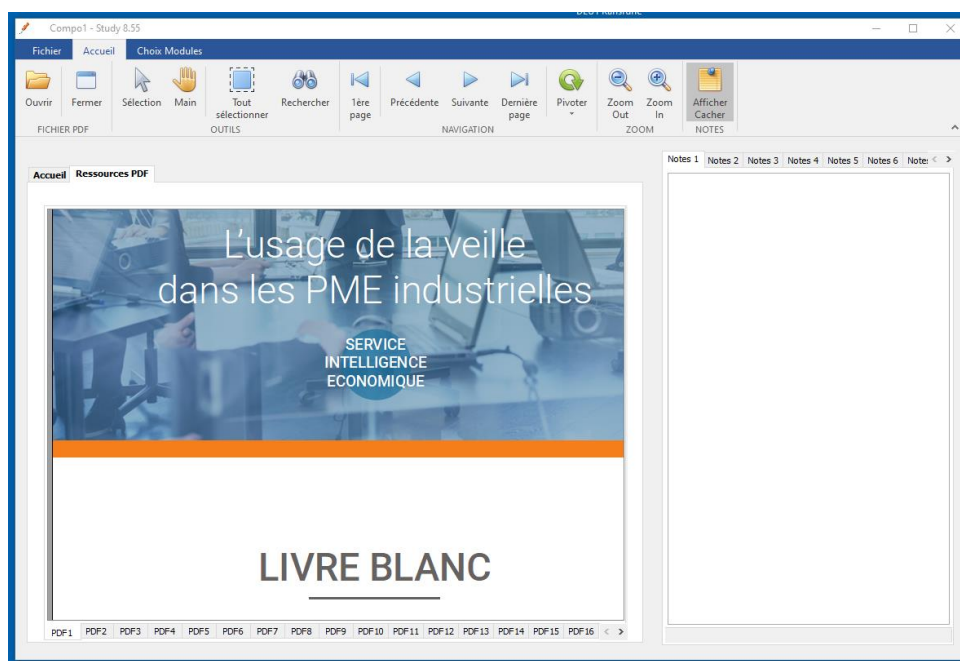 Compo1 - Study 8.55
Fichier Accueil Choix Modules
Ouvrir Fermer Sélection Main Tout sélectionner Rechercher 1ère page Précédente Suivante Dernière page Pivoter Zoom Out Zoom In Afficher Cacher
FICHIER PDF OUTILS NAVIGATION ZOOM NOTES
Notes 1 Notes 2 Notes 3 Notes 4 Notes 5 Notes 6 Note
Accueil Ressources PDF
L'usage de la veille
dans les PME industrielles
SERVICE
INTELLIGENCE
ECONOMIQUE
LIVRE BLANC
PDF1 PDF2 PDF3 PDF4 PDF5 PDF6 PDF7 PDF8 PDF9 PDF10 PDF11 PDF12 PDF13 PDF14 PDF15 PDF16